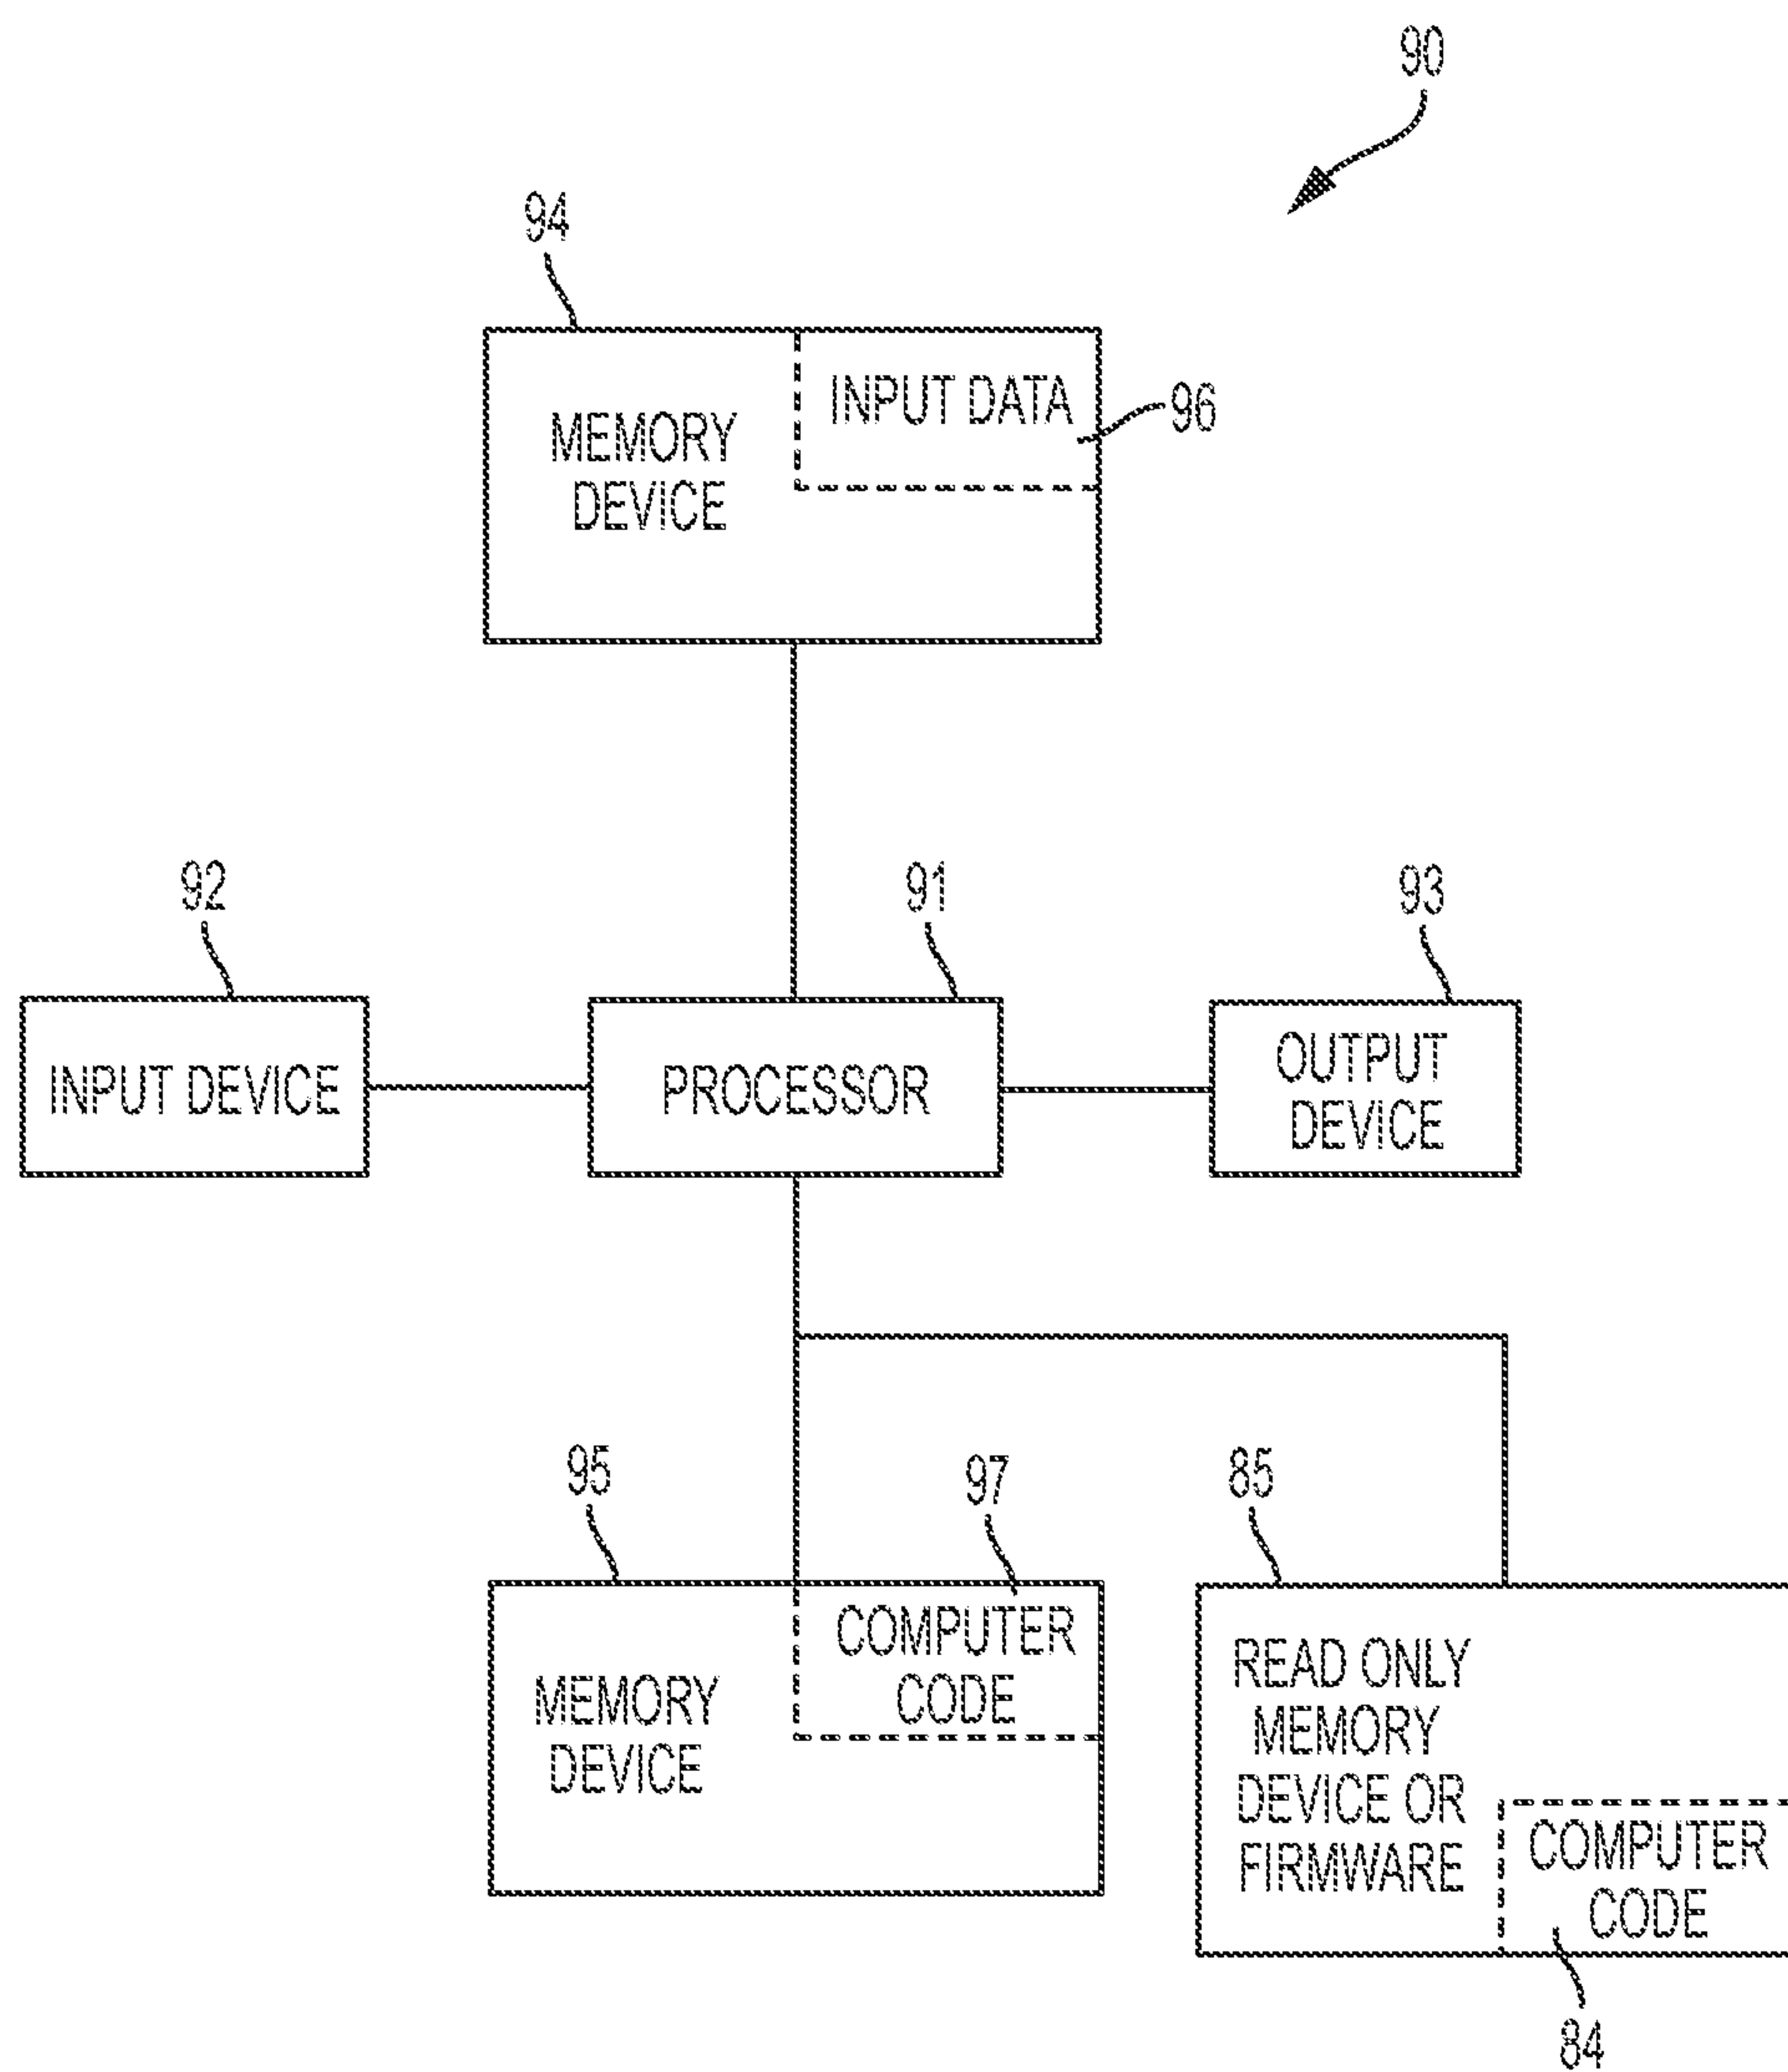 90
94
INPUT DATA
96
MEMORY
DEVICE
92
91
93
INPUT DEVICE
PROCESSOR
OUTPUT
DEVICE
95
97
85
COMPUTER
CODE
MEMORY
DEVICE
READ ONLY
MEMORY
DEVICE OR
FIRMWARE
COMPUTER
CODE
84